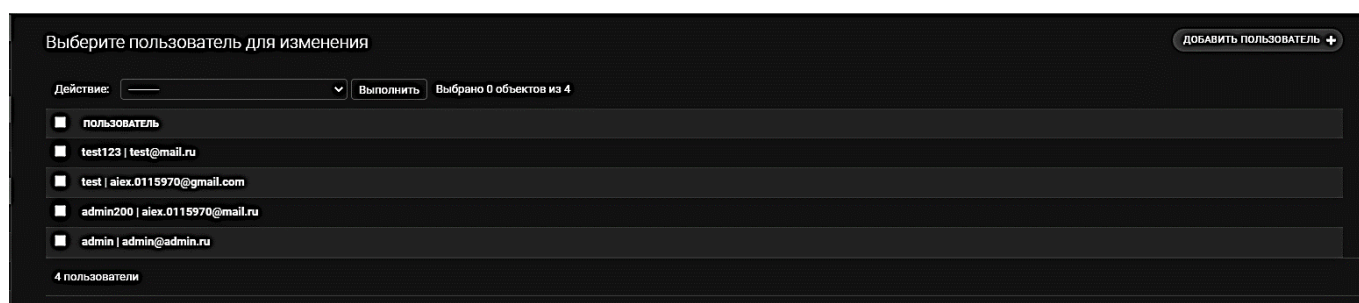 Выберите пользователь для изменения
ДОБАВИТЬ ПОЛЬЗОВАТЕЛЬ +
Действие: ——— Выполнить Выбрано 0 объектов из 4
ПОЛЬЗОВАТЕЛЬ
test123 | test@mail.ru
test | aiex.0115970@gmail.com
admin200 | aiex.0115970@mail.ru
admin | admin@admin.ru
4 пользователи